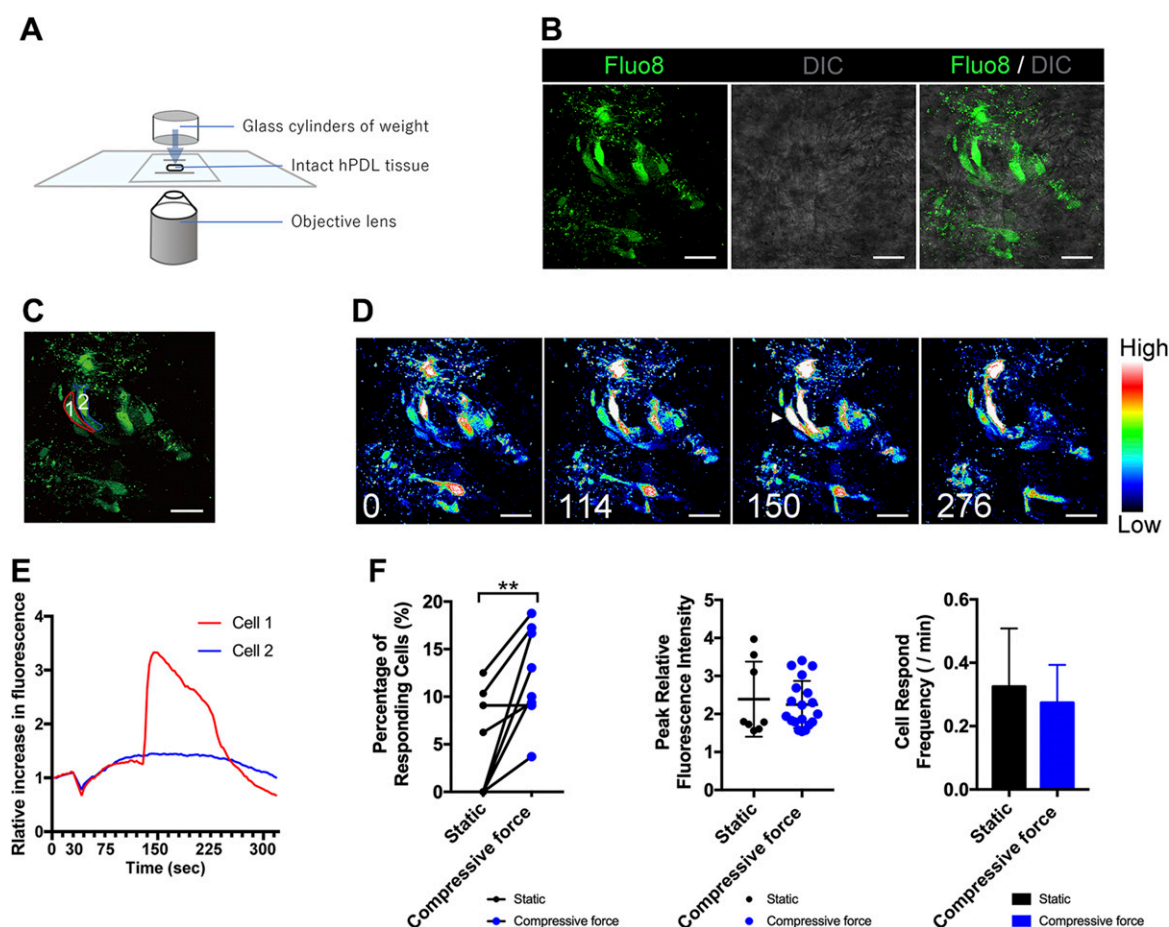 A
Glass cylinders of weight
Intact hPDL tissue
Objective lens
B
Fluo8
DIC
Fluo8 / DIC
C
1
2
D
0
114
150
276
High
Low
E
Rlative increase in fluorescence
4
3
2
1
0
Cell 1
Cell 2
0 30 75 150 225 300
Time (sec)
F
Percentage of
Responding Cells (%)
20
15
10
5
0
**
Static
Compressive force
Static
Compressive force
Peak Relative
Fluorescence Intensity
5
4
3
2
1
0
Static
Compressive force
Static
Compressive force
Cell Respond
Frequency ( / min)
0.6
0.4
0.2
0.0
Static
Compressive force
Static
Compressive force